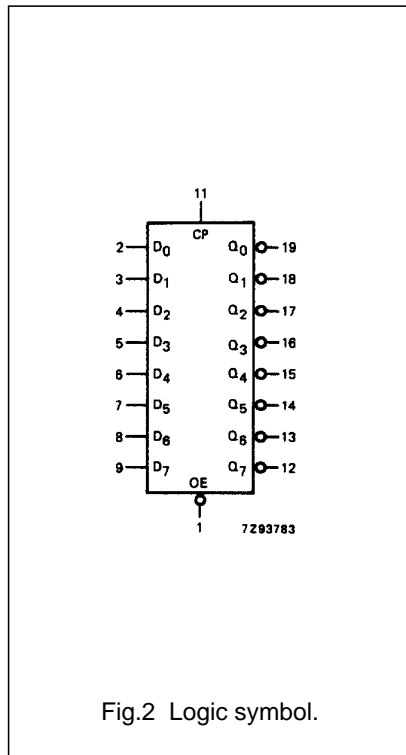 11
CP
2 D0 Q0 19
3 D1 Q1 18
4 D2 Q2 17
5 D3 Q3 16
6 D4 Q4 15
7 D5 Q5 14
8 D6 Q6 13
9 D7 Q7 12
OE
1 7Z93783
Fig.2 Logic symbol.